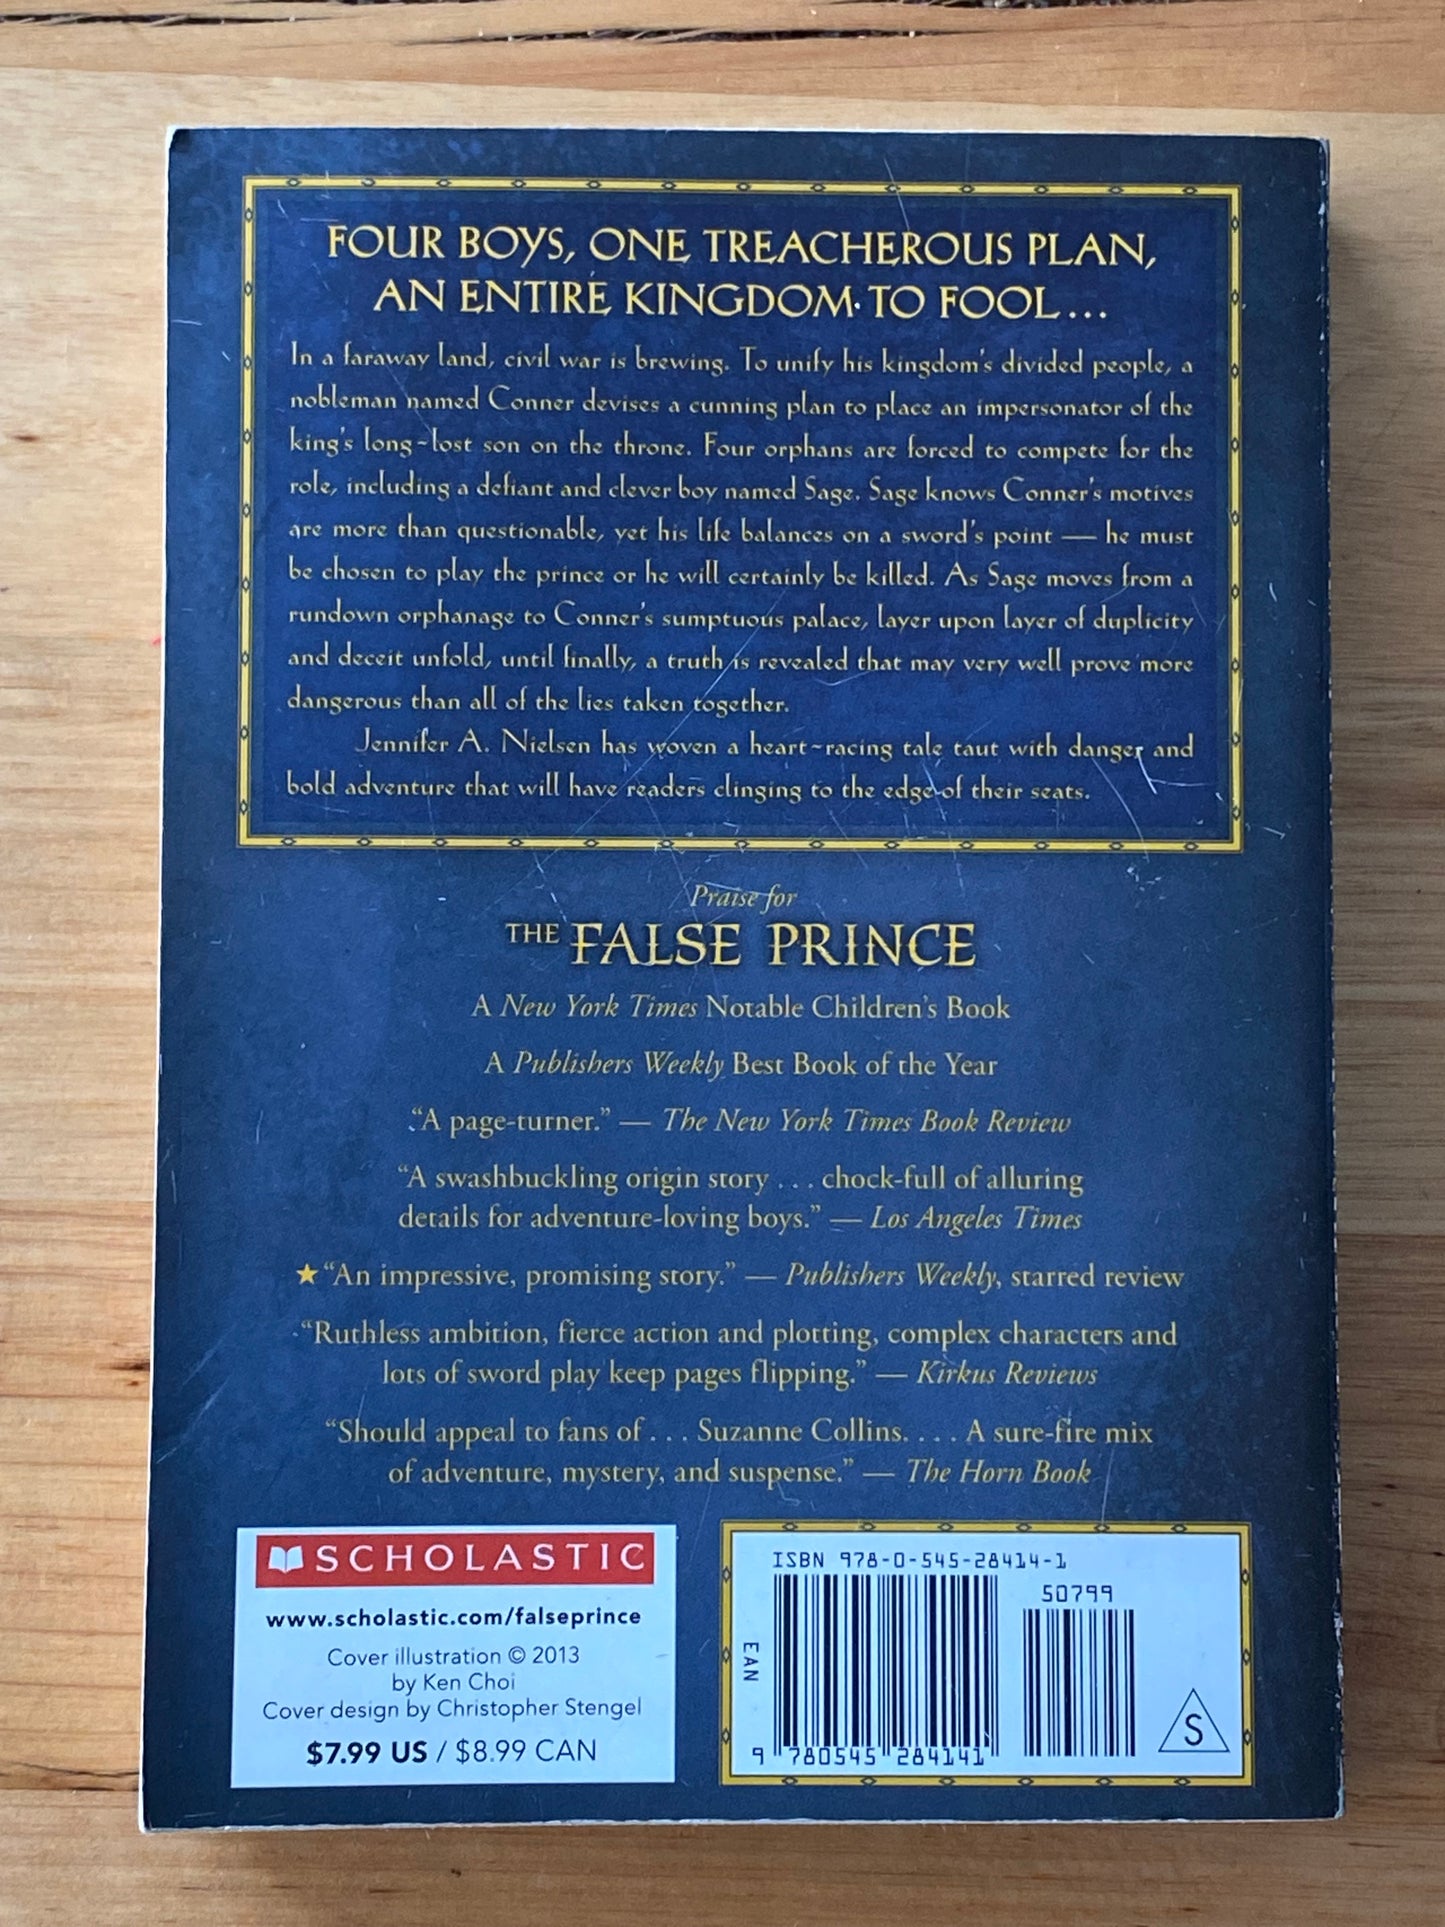 FOUR BOYS, ONE TREACHEROUS PLAN,
AN ENTIRE KINGDOM TO FOOL...
In a faraway land, civil war is brewing. To unify his kingdom's divided people, a
nobleman named Conner devises a cunning plan to place an impersonator of the
king's long-lost son on the throne. Four orphans are forced to compete for the
role, including a defiant and clever boy named Sage. Sage knows Conner's motives
are more than questionable, yet his life balances on a sword's point — he must
be chosen to play the prince or he will certainly be killed. As Sage moves from a
rundown orphanage to Conner's sumptuous palace, layer upon layer of duplicity
and deceit unfold, until finally, a truth is revealed that may very well prove more
dangerous than all of the lies taken together.
Jennifer A. Nielsen has woven a heart-racing tale taut with danger and
bold adventure that will have readers clinging to the edge of their seats.
Praise for
THE FALSE PRINCE
A New York Times Notable Children's Book
A Publishers Weekly Best Book of the Year
“A page-turner.” — The New York Times Book Review
“A swashbuckling origin story . . . chock-full of alluring
details for adventure-loving boys.” — Los Angeles Times
★ “An impressive, promising story.” — Publishers Weekly, starred review
“Ruthless ambition, fierce action and plotting, complex characters and
lots of sword play keep pages flipping.” — Kirkus Reviews
“Should appeal to fans of . . . Suzanne Collins. . . . A sure-fire mix
of adventure, mystery, and suspense.” — The Horn Book
SCHOLASTIC
www.scholastic.com/falseprince
Cover illustration © 2013
by Ken Choi
Cover design by Christopher Stengel
$7.99 US / $8.99 CAN
ISBN 978-0-545-28414-1
50799
EAN
9 780545 284141
S